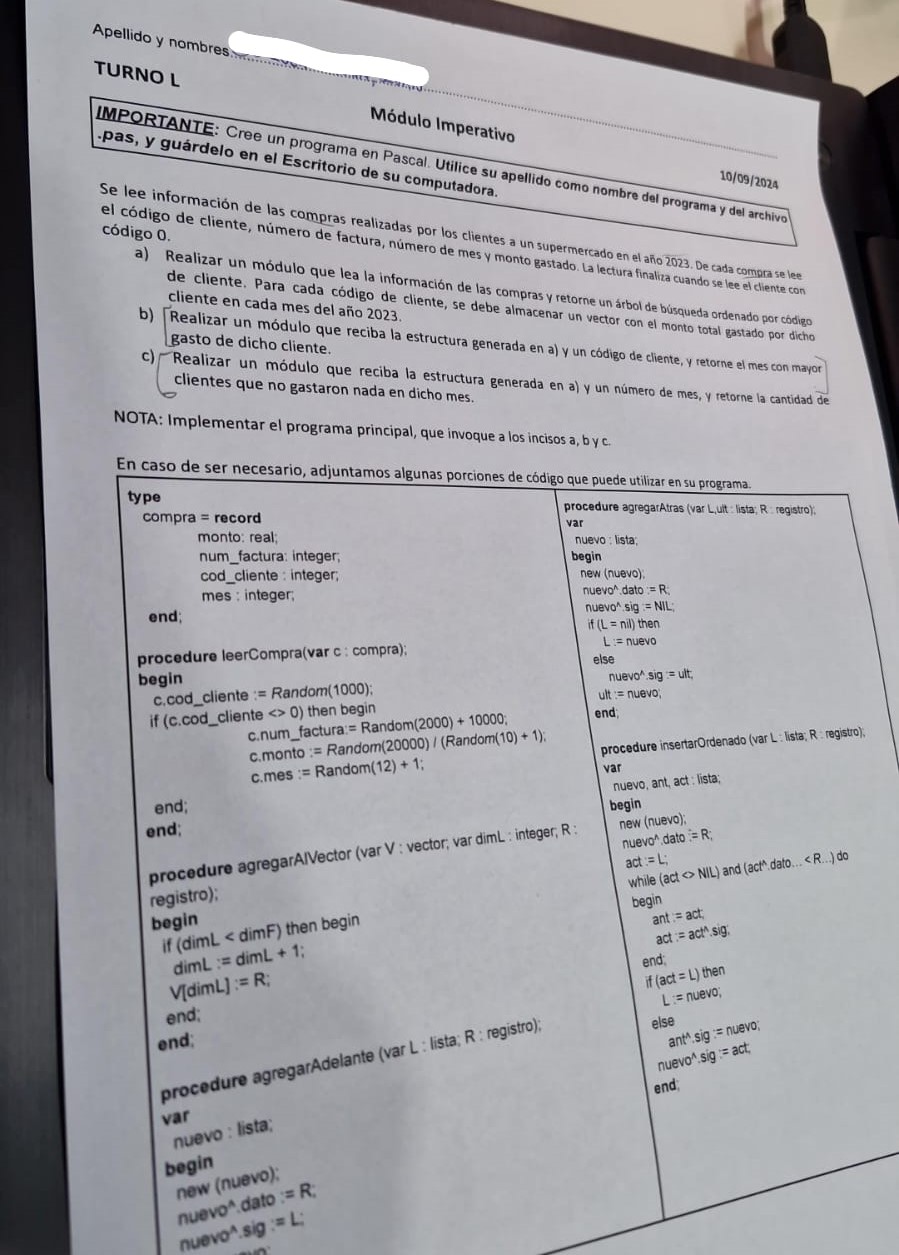 Apellido y nombres
TURNO L
Módulo Imperativo
10/09/2024
IMPORTANTE: Cree un programa en Pascal. Utilice su apellido como nombre del programa y del archivo
.pas, y guárdelo en el Escritorio de su computadora.
Se lee información de las compras realizadas por los clientes a un supermercado en el año 2023. De cada compra se lee
el código de cliente, número de factura, número de mes y monto gastado. La lectura finaliza cuando se lee el cliente con
código 0.
a) Realizar un módulo que lea la información de las compras y retorne un árbol de búsqueda ordenado por código
de cliente. Para cada código de cliente, se debe almacenar un vector con el monto total gastado por dicho
cliente en cada mes del año 2023.
b) Realizar un módulo que reciba la estructura generada en a) y un código de cliente, y retorne el mes con mayor
gasto de dicho cliente.
c) Realizar un módulo que reciba la estructura generada en a) y un número de mes, y retorne la cantidad de
clientes que no gastaron nada en dicho mes.
NOTA: Implementar el programa principal, que invoque a los incisos a, b y c.
En caso de ser necesario, adjuntamos algunas porciones de código que puede utilizar en su programa.
type
compra = record
monto: real;
num_factura: integer;
cod_cliente : integer;
mes : integer;
end;
procedure leerCompra(var c : compra);
begin
c.cod_cliente := Random(1000);
if (c.cod_cliente <> 0) then begin
c.num_factura:= Random(2000) + 10000;
c.monto := Random(20000) / (Random(10) + 1);
c.mes := Random(12) + 1;
end;
end;
procedure agregarAlVector (var V : vector; var dimL : integer; R :
registro);
begin
if (dimL < dimF) then begin
dimL := dimL + 1;
V[dimL] := R;
end;
end;
procedure agregarAdelante (var L : lista; R : registro);
var
nuevo : lista;
begin
new (nuevo);
nuevo^.dato := R;
nuevo^.sig := L;
procedure agregarAtras (var L,ult : lista; R : registro);
var
nuevo : lista;
begin
new (nuevo);
nuevo^.dato := R;
nuevo^.sig := NIL;
if (L = nil) then
L := nuevo
else
nuevo^.sig := ult;
ult := nuevo;
end;
procedure insertarOrdenado (var L : lista; R : registro);
var
nuevo, ant, act : lista;
begin
new (nuevo);
nuevo^.dato := R;
act := L;
while (act <> NIL) and (act^.dato... < R...) do
begin
ant := act;
act := act^.sig;
end;
if (act = L) then
L := nuevo;
else
ant^.sig := nuevo;
nuevo^.sig := act;
end;